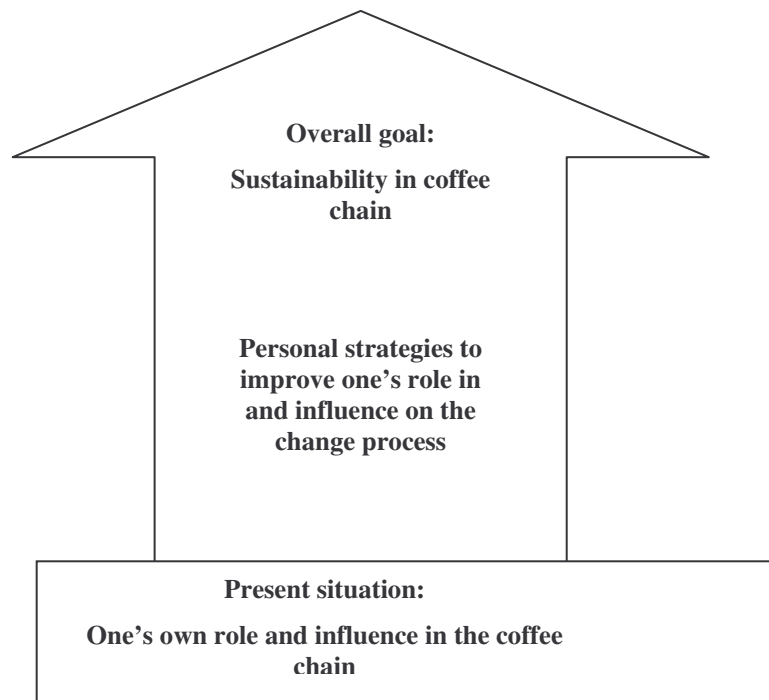 Overall goal:
Sustainability in coffee
chain
Personal strategies to
improve one’s role in
and influence on the
change process
Present situation:
One’s own role and influence in the coffee
chain